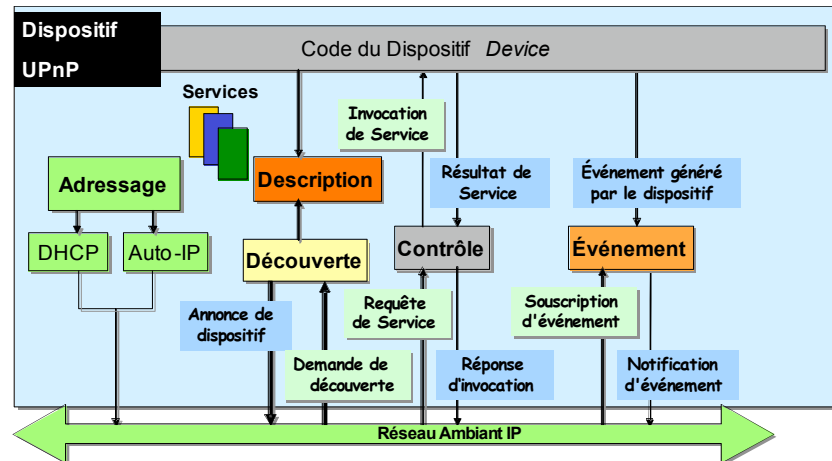 Dispositif
UPnP
Code du Dispositif Device
Services
Invocation
de Service
Adressage
Description
Résultat de
Service
Événement généré
par le dispositif
DHCP
Auto-IP
Découverte
Contrôle
Événement
Annonce de
dispositif
Requête
de Service
Souscription
d'événement
Demande de
découverte
Réponse
d'invocation
Notification
d'événement
Réseau Ambiant IP